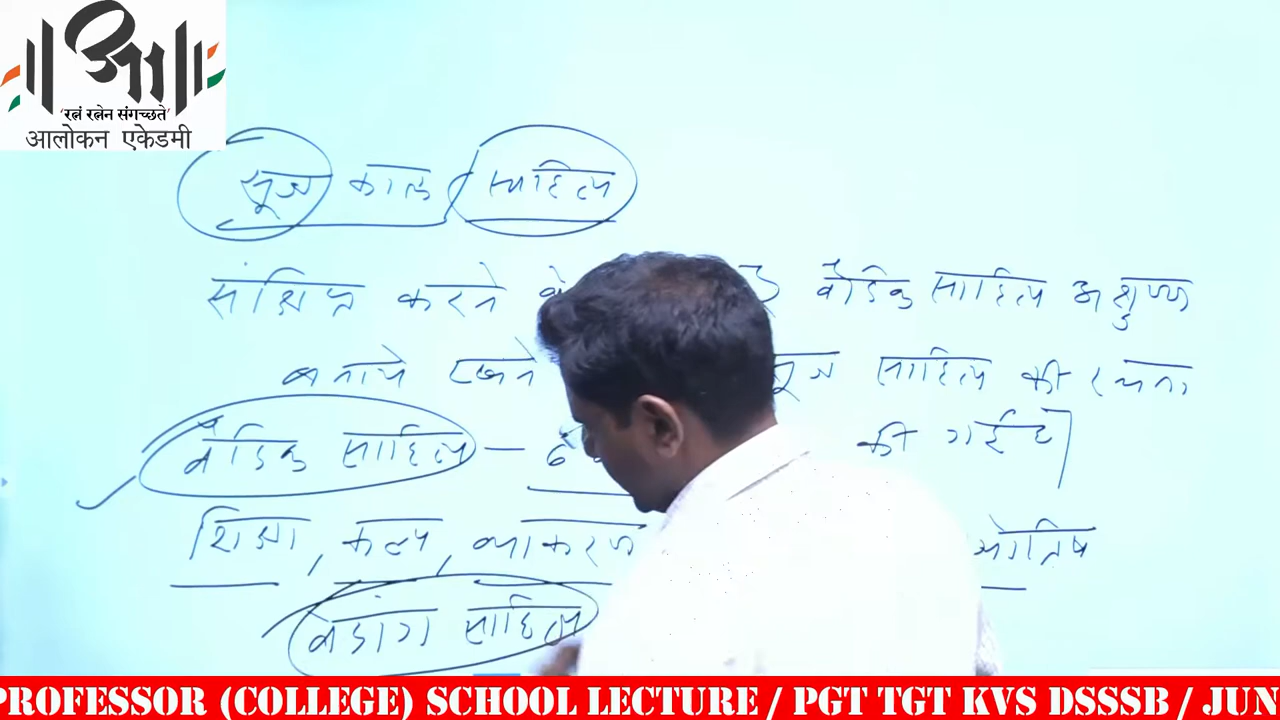 'रत्नं रत्नेन संगच्छते'
आलोकन एकेडमी
सूत्र काल साहित्य
संक्षिप्त करने वैदिक साहित्य अक्षुण्ण
बनाये रखने सूत्र साहित्य की रचना
वैदिक साहित्य – की गई है
शिक्षा, कल्प, व्याकरण ज्योतिष
वेदांग साहित्य
PROFESSOR (COLLEGE) SCHOOL LECTURE / PGT TGT KVS DSSSB / JUN